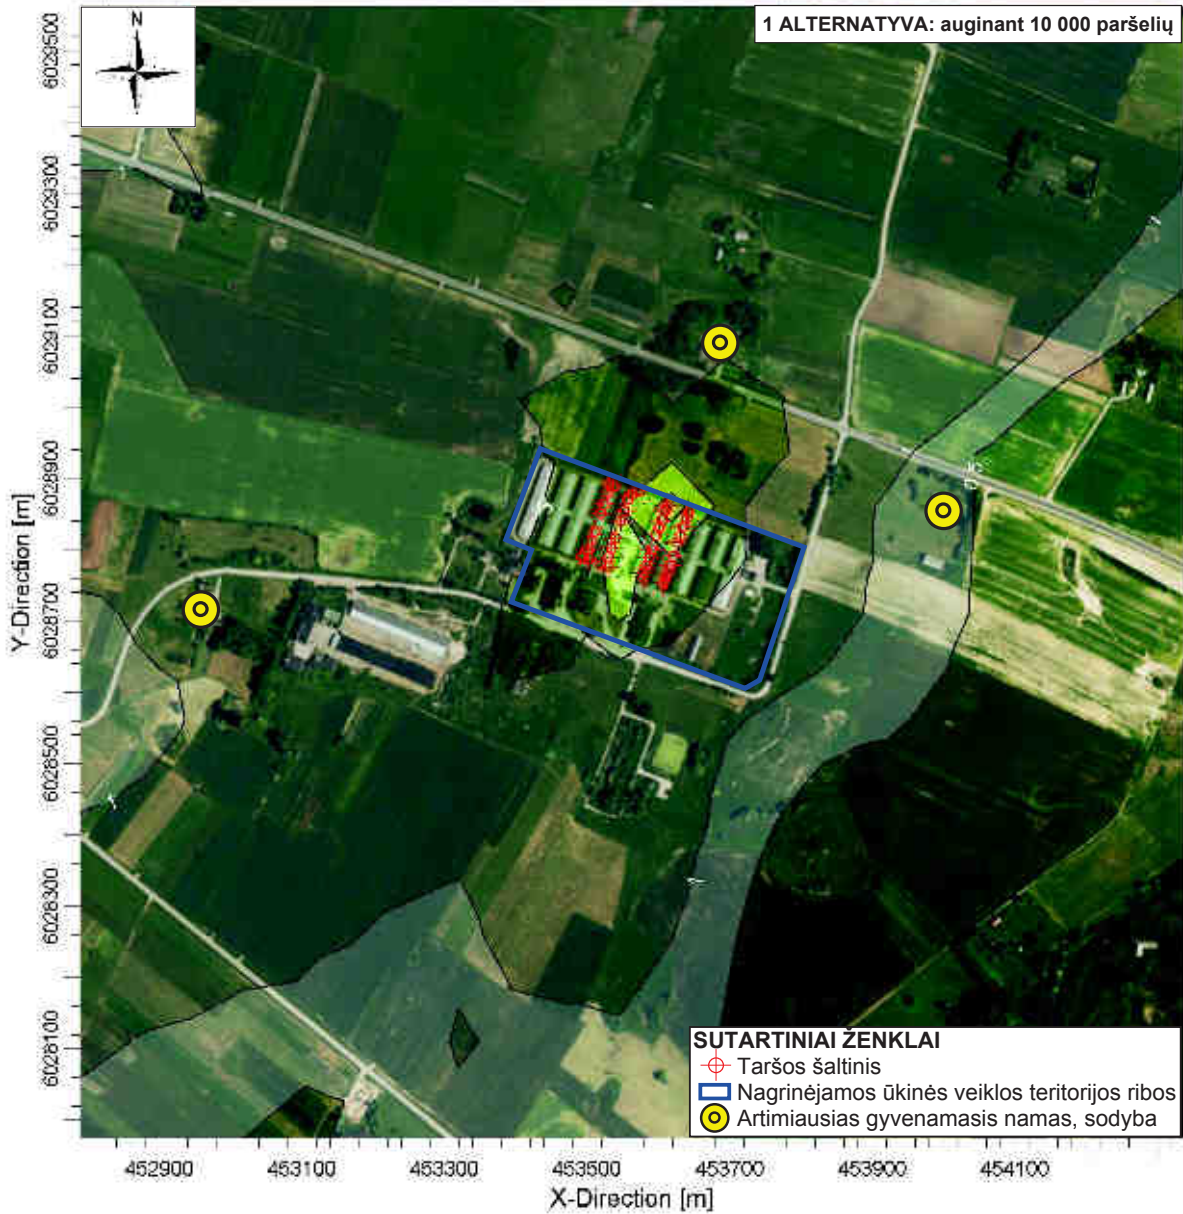 1 ALTERNATYVA: auginant 10 000 paršelių
N
6029500
6029300
6029100
6028900
6028700
6028500
6028300
6028100
Y-Direction [m]
SUTARTINIAI ŽENKLAI
Taršos šaltinis
Nagrinėjamos ūkinės veiklos teritorijos ribos
Artimiausias gyvenamasis namas, sodyba
452900 453100 453300 453500 453700 453900 454100
X-Direction [m]